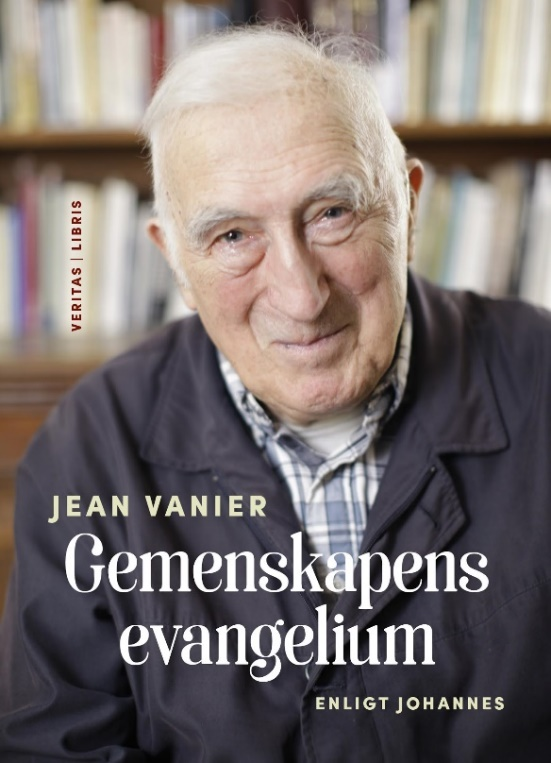 VERITAS | LIBRIS
JEAN VANIER
Gemenskapens
evangelium
ENLIGT JOHANNES